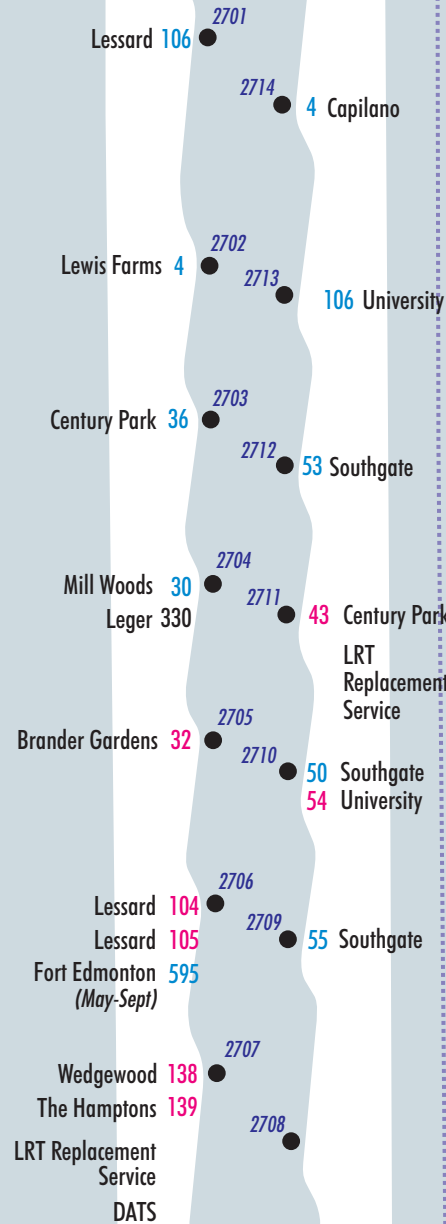 2701
Lessard 106
2714
4 Capilano
2702
Lewis Farms 4
2713
106 University
2703
Century Park 36
2712
53 Southgate
2704
Mill Woods 30
Leger 330
2711
43 Century Park
LRT
Replacement
Service
2705
Brander Gardens 32
2710
50 Southgate
54 University
2706
Lessard 104
Lessard 105
2709
55 Southgate
Fort Edmonton 595
(May-Sept)
2707
Wedgewood 138
The Hamptons 139
2708
LRT Replacement
Service
DATS